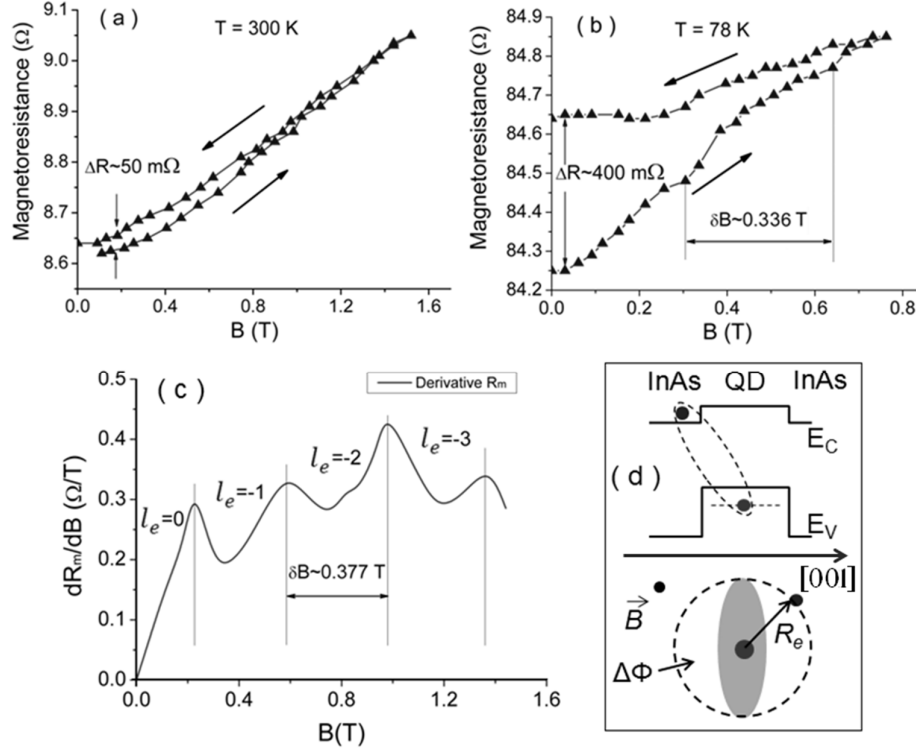 ( a )
T = 300 K
Magnetoresistance (Ω)
9.1
9.0
8.9
8.8
8.7
8.6
ΔR~50 mΩ
0.0 0.4 0.8 1.2 1.6
B (T)
( b )
T = 78 K
Magnetoresistance (Ω)
84.9
84.8
84.7
84.6
84.5
84.4
84.3
84.2
ΔR~400 mΩ
δB~0.336 T
0.0 0.2 0.4 0.6 0.8
B (T)
( c )
Derivative Rm
dRm/dB (Ω/T)
0.5
0.4
0.3
0.2
0.1
0.0
le=0
le=-1
le=-2
le=-3
δB~0.377 T
0.0 0.4 0.8 1.2 1.6
B(T)
InAs QD InAs
EC
( d )
EV
[001]
B
Re
ΔΦ